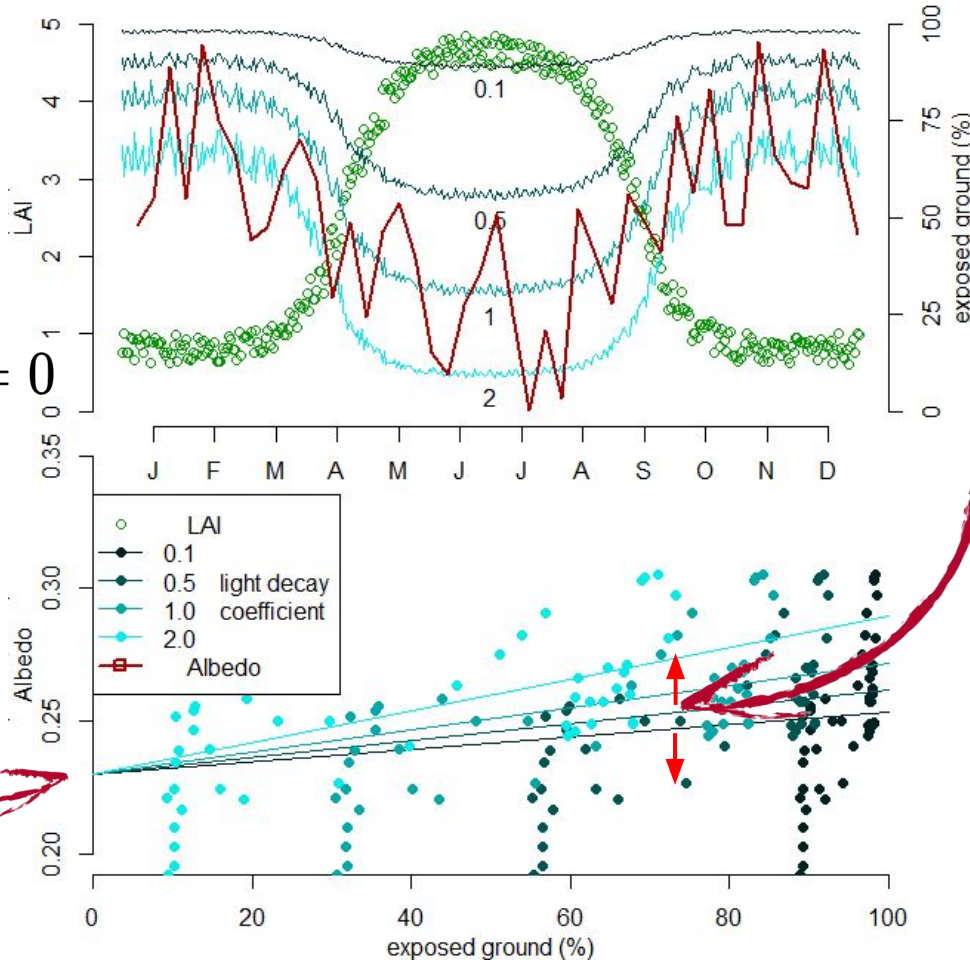 5
4
3
2
1
0
LAI
100
75
50
25
0
exposed ground (%)
0.1
0.5
1
2
= 0
J F M A M J J A S O N D
0.35
0.30
0.25
0.20
Albedo
LAI
0.1
0.5 light decay
1.0 coefficient
2.0
Albedo
0 20 40 60 80 100
exposed ground (%)